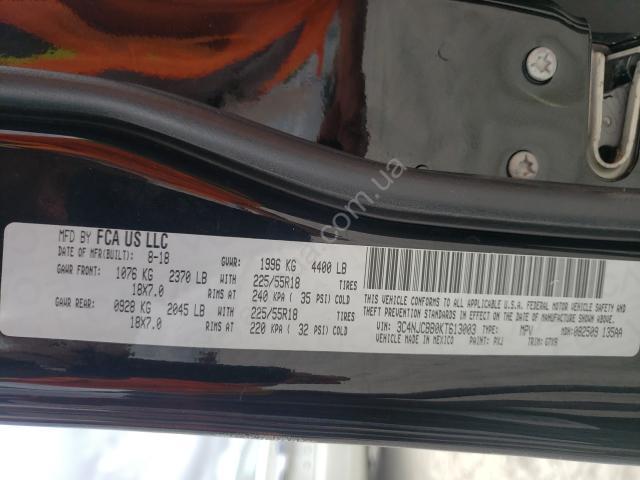 MFD BY FCA US LLC
DATE OF MFR(BUILT): 8-18 GVWR: 1996 KG 4400 LB
GAWR FRONT: 1076 KG 2370 LB WITH 225/55R18 TIRES
18X7.0 RIMS AT 240 KPA ( 35 PSI) COLD
GAWR REAR: 0928 KG 2045 LB WITH 225/55R18 TIRES
18X7.0 RIMS AT 220 KPA ( 32 PSI) COLD
THIS VEHICLE CONFORMS TO ALL APPLICABLE U.S.A. FEDERAL MOTOR VEHICLE SAFETY AND
THEFT PREVENTION STANDARDS IN EFFECT ON THE DATE OF MANUFACTURE SHOWN ABOVE.
VIN: 3C4NJCBB0KT613003 TYPE: MPV MDH: 082509 135AA
VEHICLE MADE IN MEXICO PAINT: PXJ TRIM: